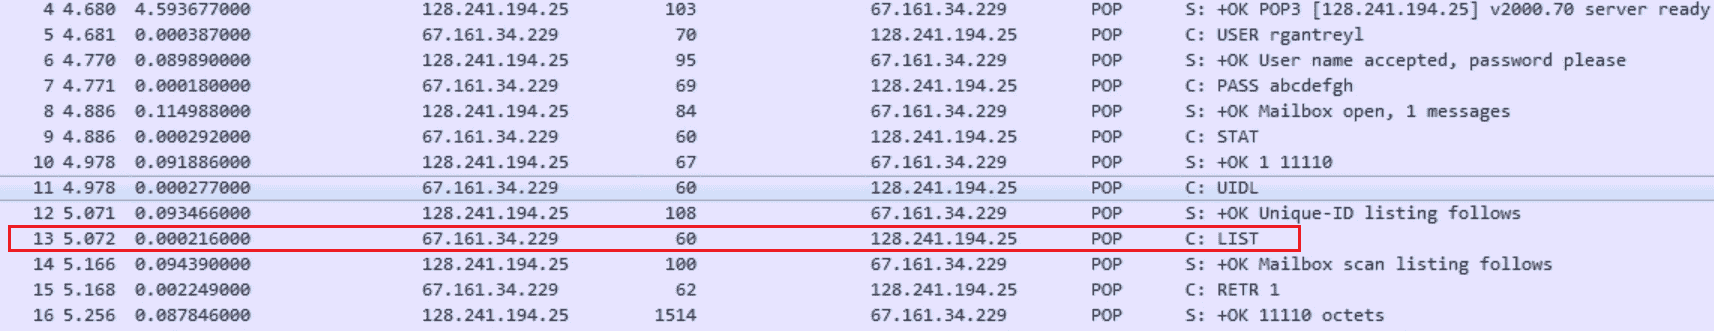 4 4.680 4.593677000 128.241.194.25 103 67.161.34.229 POP S: +OK POP3 [128.241.194.25] v2000.70 server ready
5 4.681 0.000387000 67.161.34.229 70 128.241.194.25 POP C: USER rgantreyl
6 4.770 0.089890000 128.241.194.25 95 67.161.34.229 POP S: +OK User name accepted, password please
7 4.771 0.000180000 67.161.34.229 69 128.241.194.25 POP C: PASS abcdefgh
8 4.886 0.114988000 128.241.194.25 84 67.161.34.229 POP S: +OK Mailbox open, 1 messages
9 4.886 0.000292000 67.161.34.229 60 128.241.194.25 POP C: STAT
10 4.978 0.091886000 128.241.194.25 67 67.161.34.229 POP S: +OK 1 11110
11 4.978 0.000277000 67.161.34.229 60 128.241.194.25 POP C: UIDL
12 5.071 0.093466000 128.241.194.25 108 67.161.34.229 POP S: +OK Unique-ID listing follows
13 5.072 0.000216000 67.161.34.229 60 128.241.194.25 POP C: LIST
14 5.166 0.094390000 128.241.194.25 100 67.161.34.229 POP S: +OK Mailbox scan listing follows
15 5.168 0.002249000 67.161.34.229 62 128.241.194.25 POP C: RETR 1
16 5.256 0.087846000 128.241.194.25 1514 67.161.34.229 POP S: +OK 11110 octets